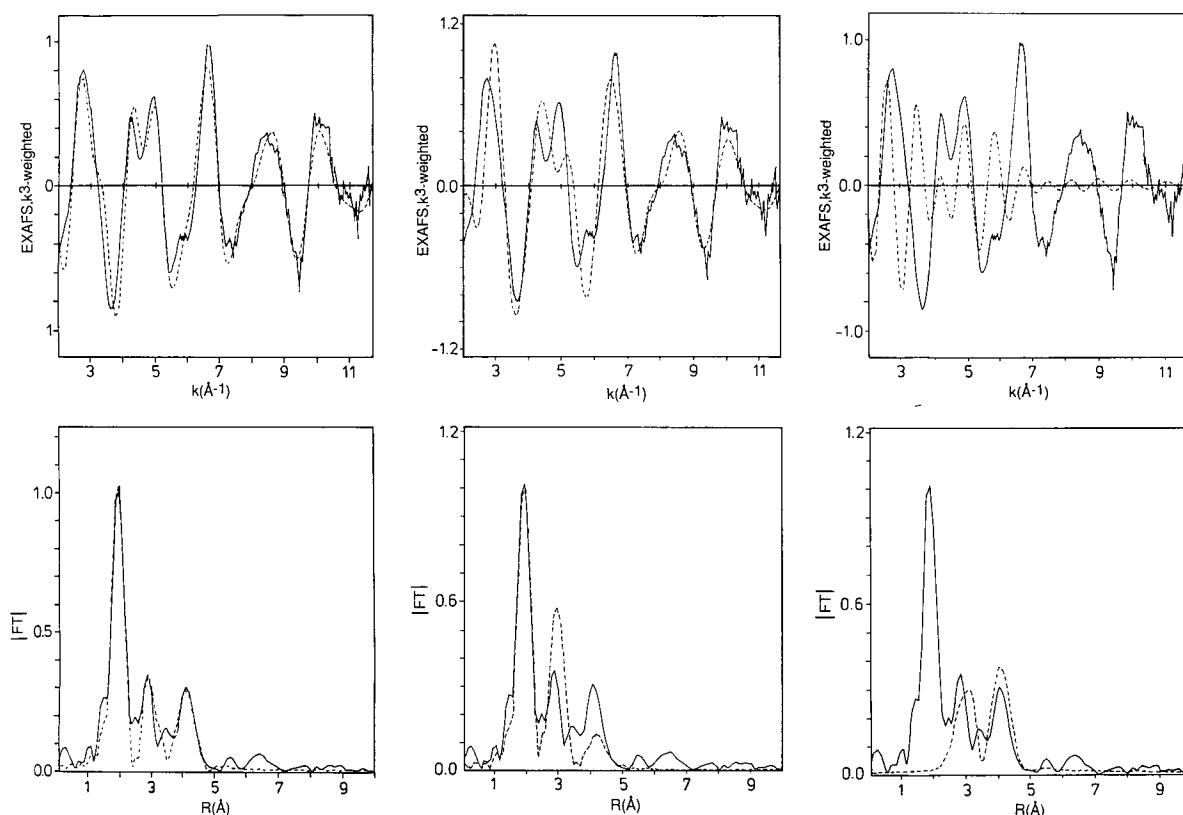 1
0
1
EXAFS,k³-weighted
3 5 7 9 11
k(Å⁻¹)
1.2
0.0
-1.2
EXAFS,k³-weighted
3 5 7 9 11
k(Å⁻¹)
1.0
0.0
-1.0
EXAFS,k³-weighted
3 5 7 9 11
k(Å⁻¹)
1.0
0.5
0.0
|FT|
1 3 5 7 9
R(Å)
1.2
0.6
0.0
|FT|
1 3 5 7 9
R(Å)
1.2
0.6
0.0
|FT|
1 3 5 7 9
R(Å)